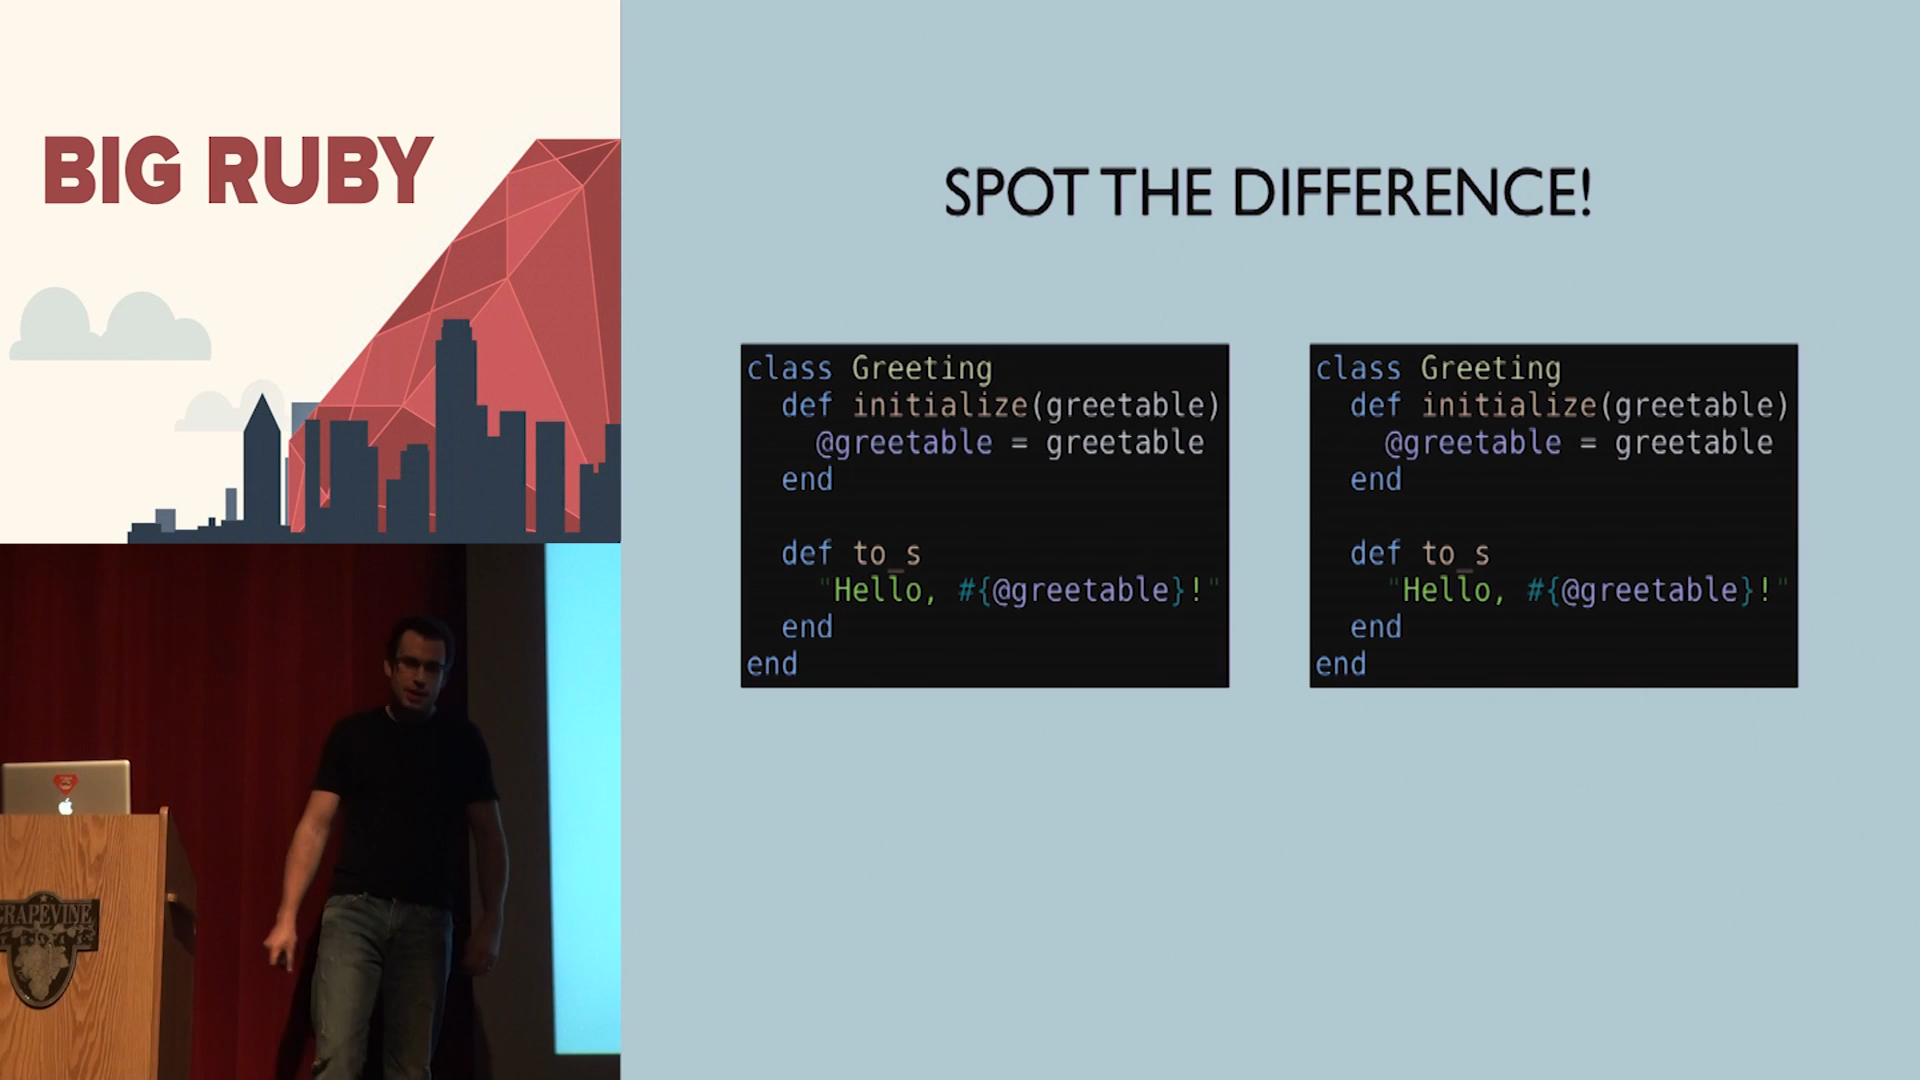 BIG RUBY
SPOT THE DIFFERENCE!
class Greeting
  def initialize(greetable)
    @greetable = greetable
  end

  def to_s
    "Hello, #{@greetable}!"
  end
end
class Greeting
  def initialize(greetable)
    @greetable = greetable
  end

  def to_s
    "Hello, #{@greetable}!"
  end
end
GRAPEVINE